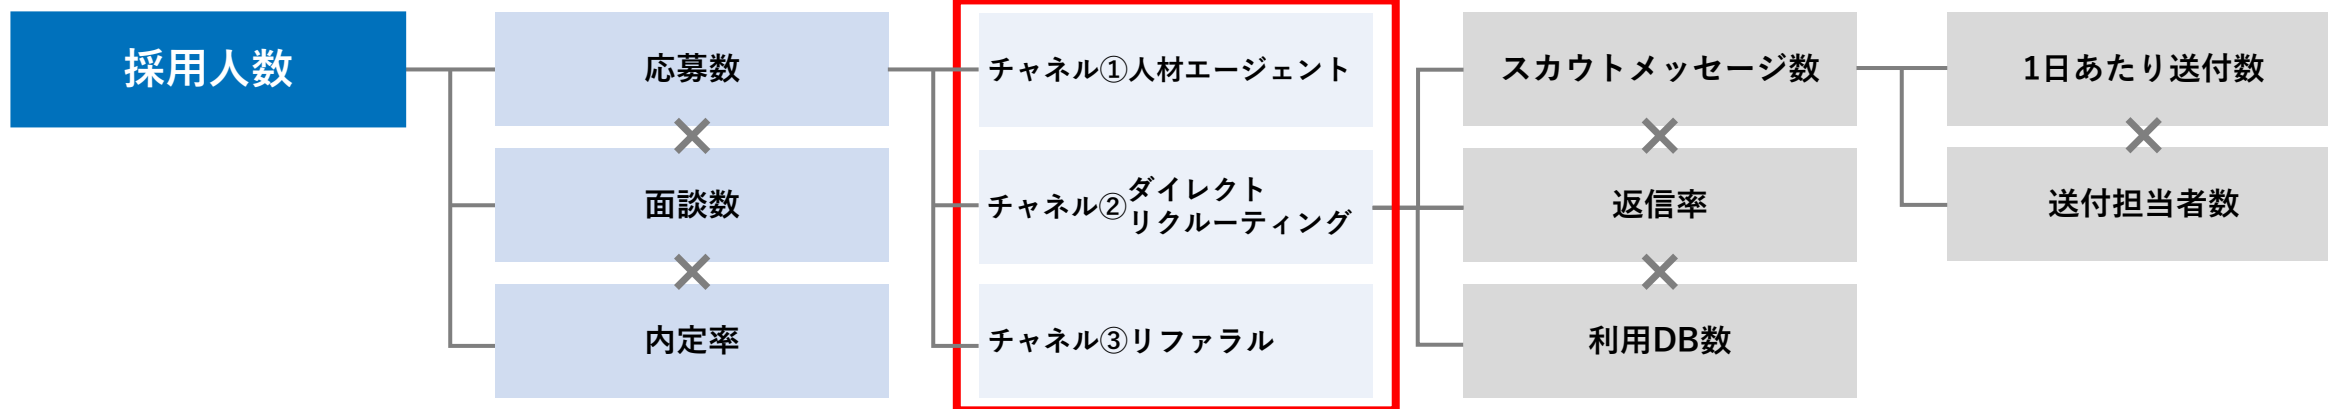 採用人数
応募数
面談数
内定率
チャネル①人材エージェント
チャネル②ダイレクト
リクルーティング
チャネル③リファラル
スカウトメッセージ数
返信率
利用DB数
1日あたり送付数
送付担当者数